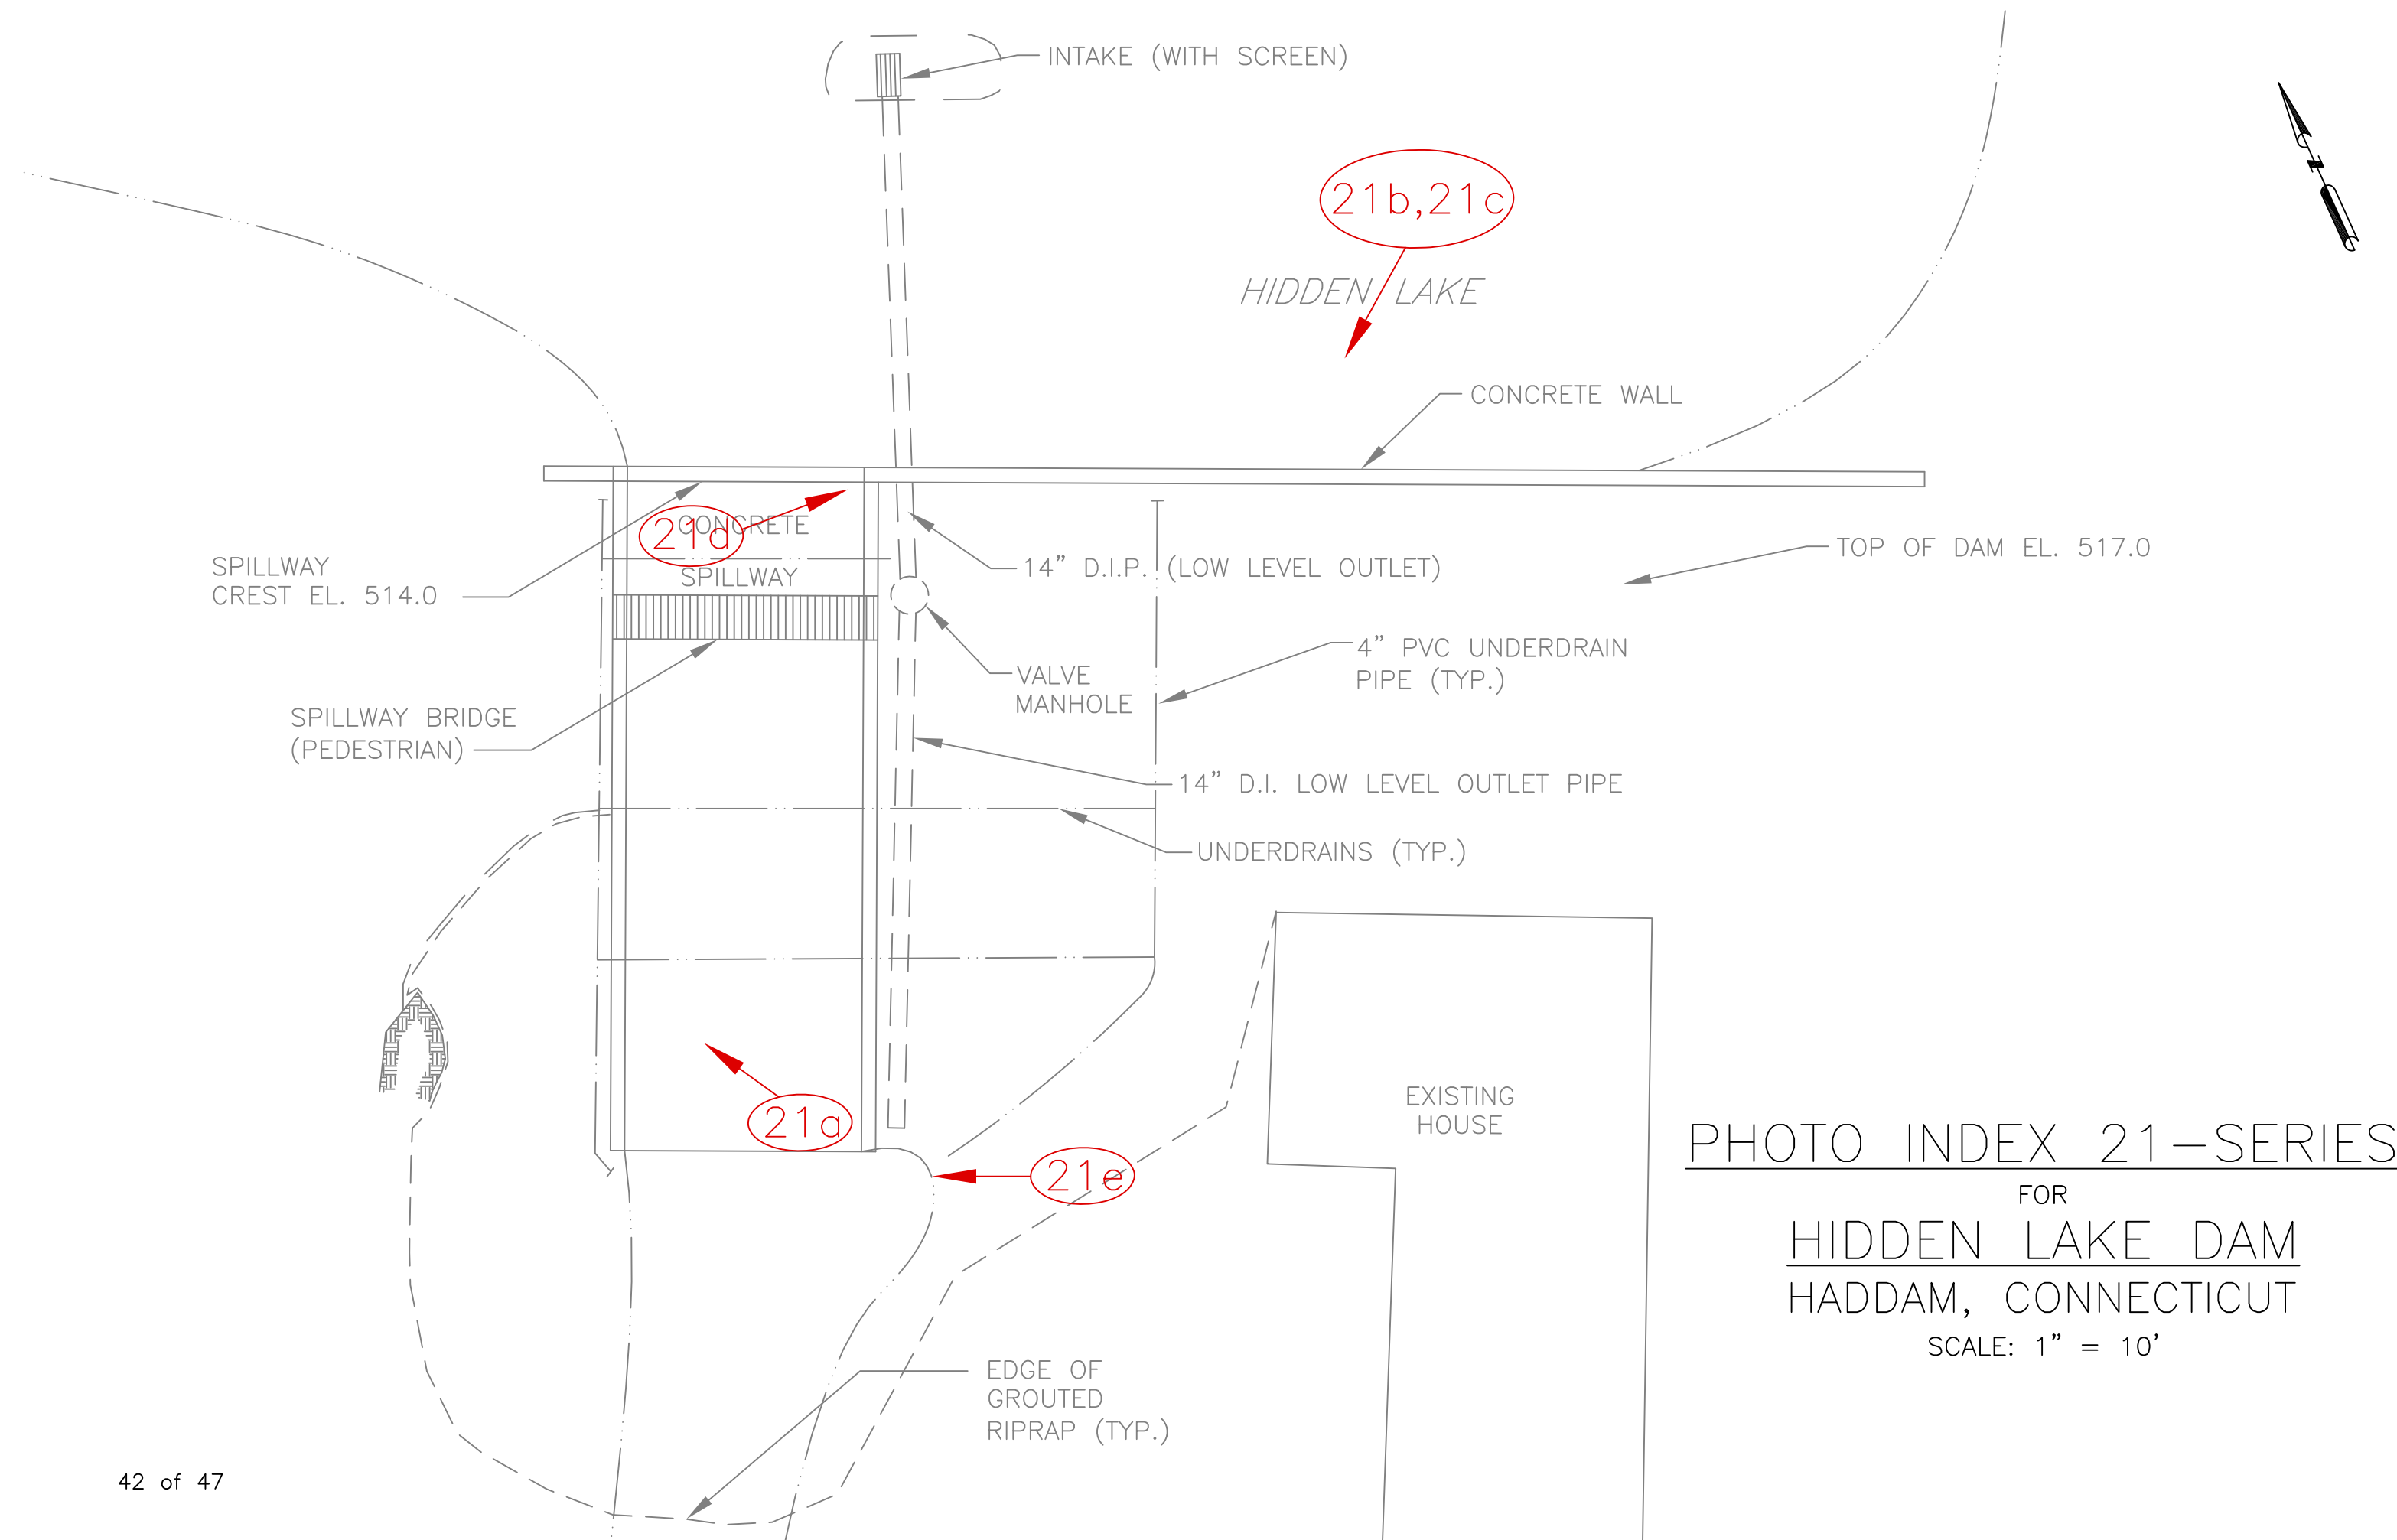 INTAKE (WITH SCREEN)
21b,21c
HIDDEN LAKE
CONCRETE WALL
21d
CONCRETE
SPILLWAY
SPILLWAY
CREST EL. 514.0
14" D.I.P. (LOW LEVEL OUTLET)
TOP OF DAM EL. 517.0
4" PVC UNDERDRAIN
PIPE (TYP.)
VALVE
MANHOLE
SPILLWAY BRIDGE
(PEDESTRIAN)
14" D.I. LOW LEVEL OUTLET PIPE
UNDERDRAINS (TYP.)
21a
EXISTING
HOUSE
21e
PHOTO INDEX 21-SERIES
FOR
HIDDEN LAKE DAM
HADDAM, CONNECTICUT
SCALE: 1" = 10'
EDGE OF
GROUTED
RIPRAP (TYP.)
42 of 47
N